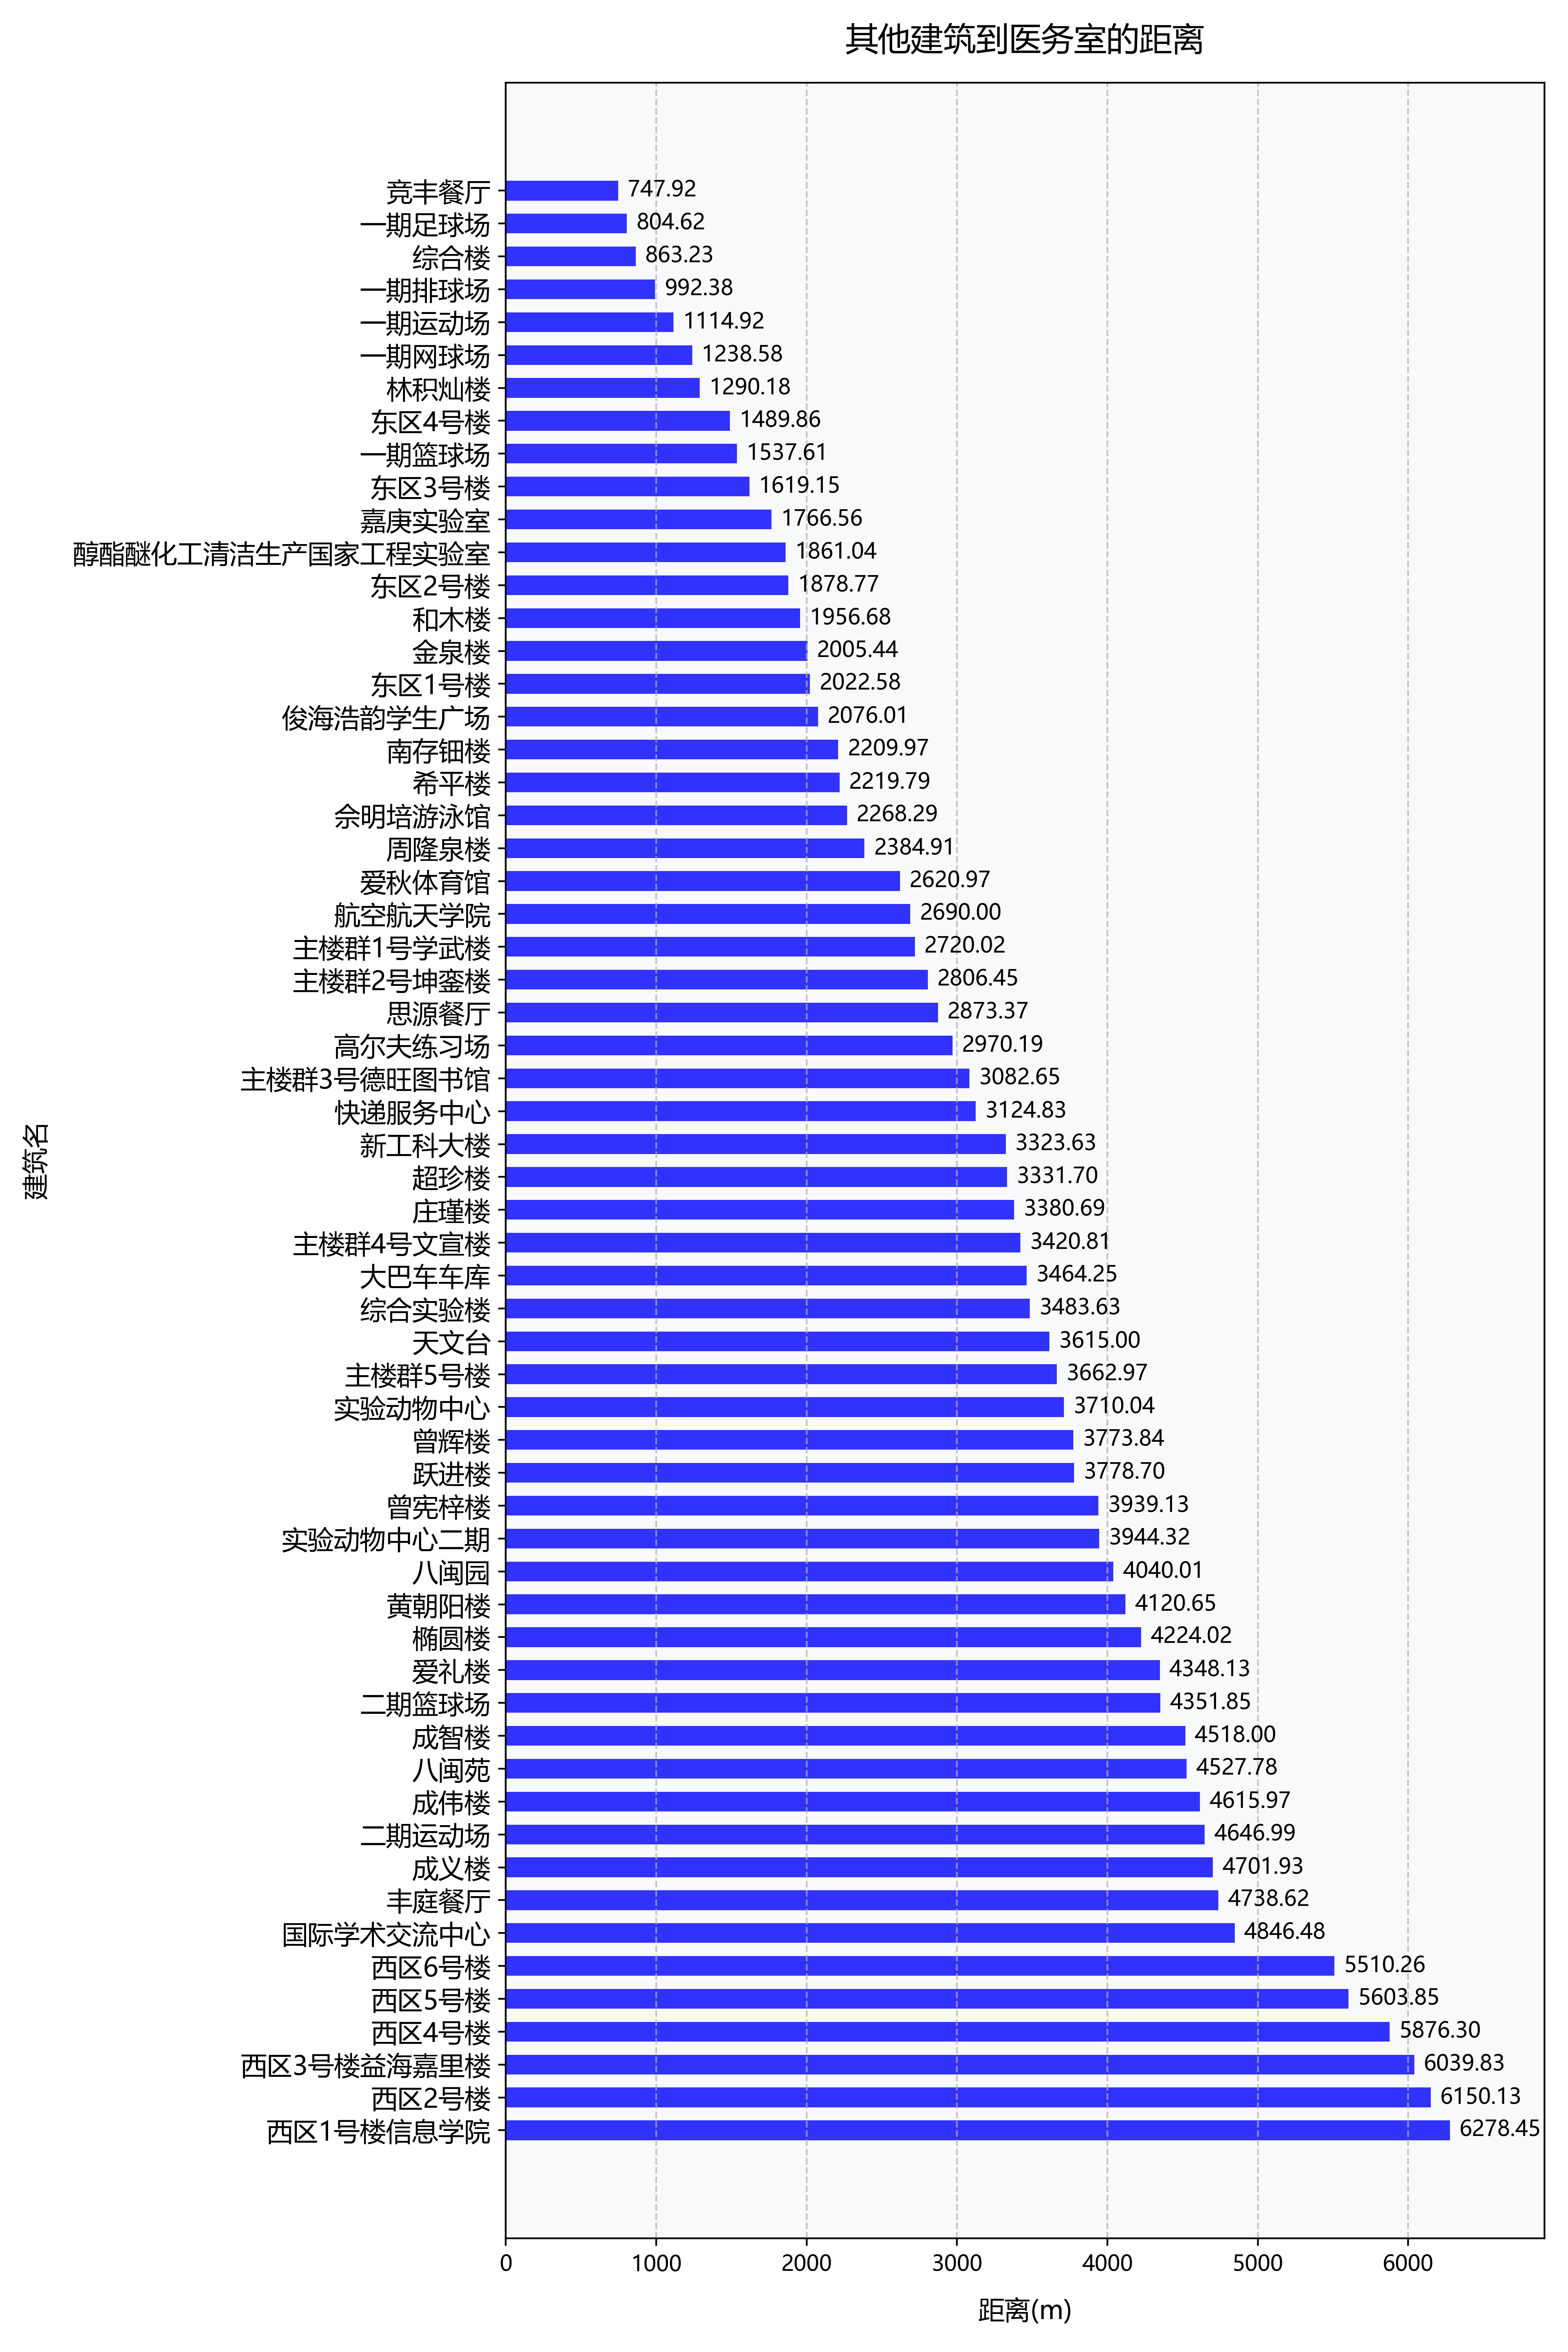 其他建筑到医务室的距离
竞丰餐厅 747.92
一期足球场 804.62
综合楼 863.23
一期排球场 992.38
一期运动场 1114.92
一期网球场 1238.58
林积灿楼 1290.18
东区4号楼 1489.86
一期篮球场 1537.61
东区3号楼 1619.15
嘉庚实验室 1766.56
醇酯醚化工清洁生产国家工程实验室 1861.04
东区2号楼 1878.77
和木楼 1956.68
金泉楼 2005.44
东区1号楼 2022.58
俊海浩韵学生广场 2076.01
南存钿楼 2209.97
希平楼 2219.79
佘明培游泳馆 2268.29
周隆泉楼 2384.91
爱秋体育馆 2620.97
航空航天学院 2690.00
主楼群1号学武楼 2720.02
主楼群2号坤銮楼 2806.45
思源餐厅 2873.37
高尔夫练习场 2970.19
主楼群3号德旺图书馆 3082.65
快递服务中心 3124.83
新工科大楼 3323.63
超珍楼 3331.70
庄瑾楼 3380.69
主楼群4号文宣楼 3420.81
大巴车车库 3464.25
综合实验楼 3483.63
天文台 3615.00
主楼群5号楼 3662.97
实验动物中心 3710.04
曾辉楼 3773.84
跃进楼 3778.70
曾宪梓楼 3939.13
实验动物中心二期 3944.32
八闽园 4040.01
黄朝阳楼 4120.65
椭圆楼 4224.02
爱礼楼 4348.13
二期篮球场 4351.85
成智楼 4518.00
八闽苑 4527.78
成伟楼 4615.97
二期运动场 4646.99
成义楼 4701.93
丰庭餐厅 4738.62
国际学术交流中心 4846.48
西区6号楼 5510.26
西区5号楼 5603.85
西区4号楼 5876.30
西区3号楼益海嘉里楼 6039.83
西区2号楼 6150.13
西区1号楼信息学院 6278.45
建筑名
0 1000 2000 3000 4000 5000 6000
距离(m)